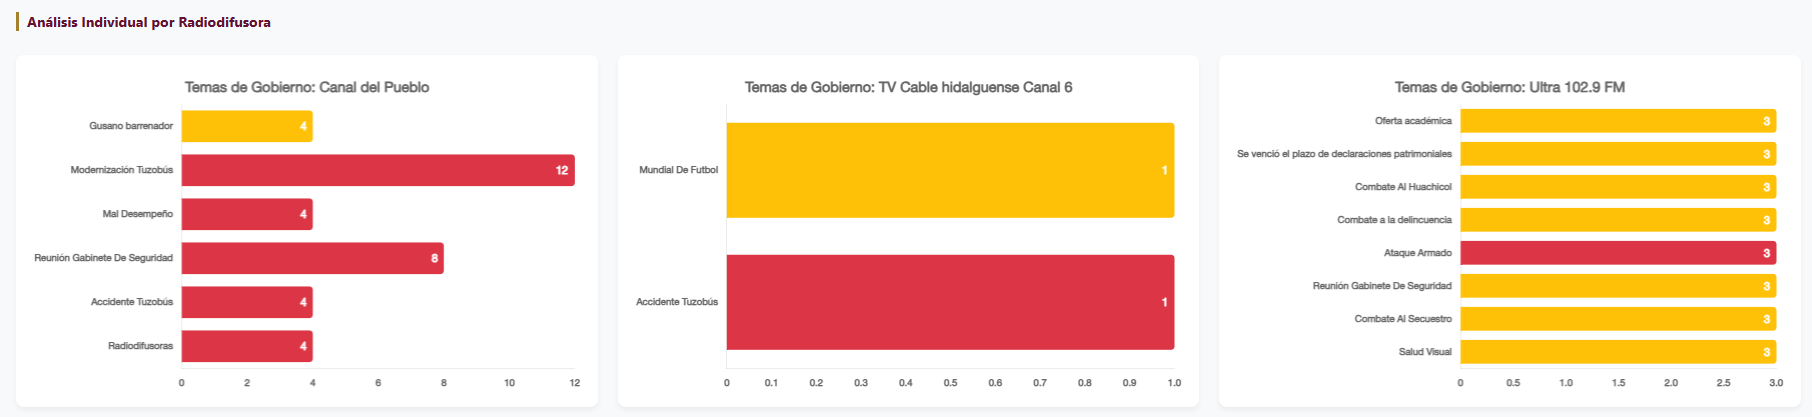 Análisis Individual por Radiodifusora
Temas de Gobierno: Canal del Pueblo
Gusano barrenador
4
Modernización Tuzobús
12
Mal Desempeño
4
Reunión Gabinete De Seguridad
8
Accidente Tuzobús
4
Radiodifusoras
4
0 2 4 6 8 10 12
Temas de Gobierno: TV Cable hidalguense Canal 6
Mundial De Futbol
1
Accidente Tuzobús
1
0 0.1 0.2 0.3 0.4 0.5 0.6 0.7 0.8 0.9 1.0
Temas de Gobierno: Ultra 102.9 FM
Oferta académica
3
Se venció el plazo de declaraciones patrimoniales
3
Combate Al Huachicol
3
Combate a la delincuencia
3
Ataque Armado
3
Reunión Gabinete De Seguridad
3
Combate Al Secuestro
3
Salud Visual
3
0 0.5 1.0 1.5 2.0 2.5 3.0